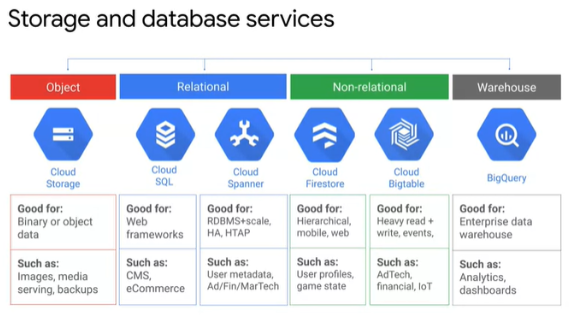 Storage and database services
Object
Relational
Non-relational
Warehouse
Cloud
Storage
Cloud
SQL
Cloud
Spanner
Cloud
Firestore
Cloud
Bigtable
BigQuery
Good for:
Binary or object
data
Such as:
Images, media
serving, backups
Good for:
Web
frameworks
Such as:
CMS,
eCommerce
Good for:
RDBMS+scale,
HA, HTAP
Such as:
User metadata,
Ad/Fin/MarTech
Good for:
Hierarchical,
mobile, web
Such as:
User profiles,
game state
Good for:
Heavy read +
write, events,
Such as:
AdTech,
financial, IoT
Good for:
Enterprise data
warehouse
Such as:
Analytics,
dashboards